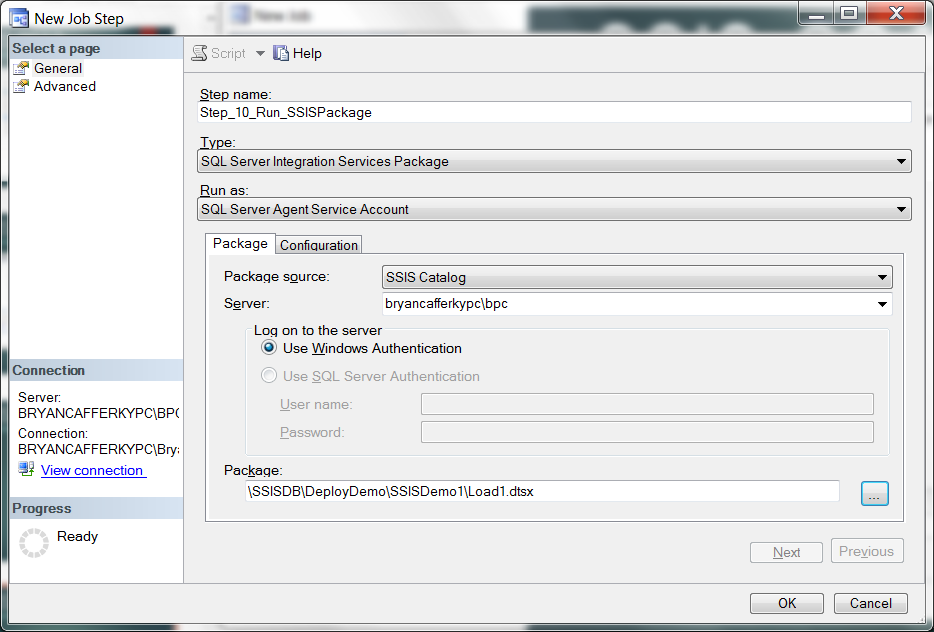 New Job Step
New Job
Select a page
General
Advanced
Script
Help
Step name:
Step_10_Run_SSISPackage
Type:
SQL Server Integration Services Package
Run as:
SQL Server Agent Service Account
Package
Configuration
Package source:
SSIS Catalog
Server:
bryancafferkypc\bpc
Log on to the server
Use Windows Authentication
Use SQL Server Authentication
User name:
Password:
Package:
\SSISDB\DeployDemo\SSISDemo1\Load1.dtsx
...
Connection
Server:
BRYANCAFFERKYPC\BPC
Connection:
BRYANCAFFERKYPC\Brya
View connection
Progress
Ready
Next
Previous
OK
Cancel